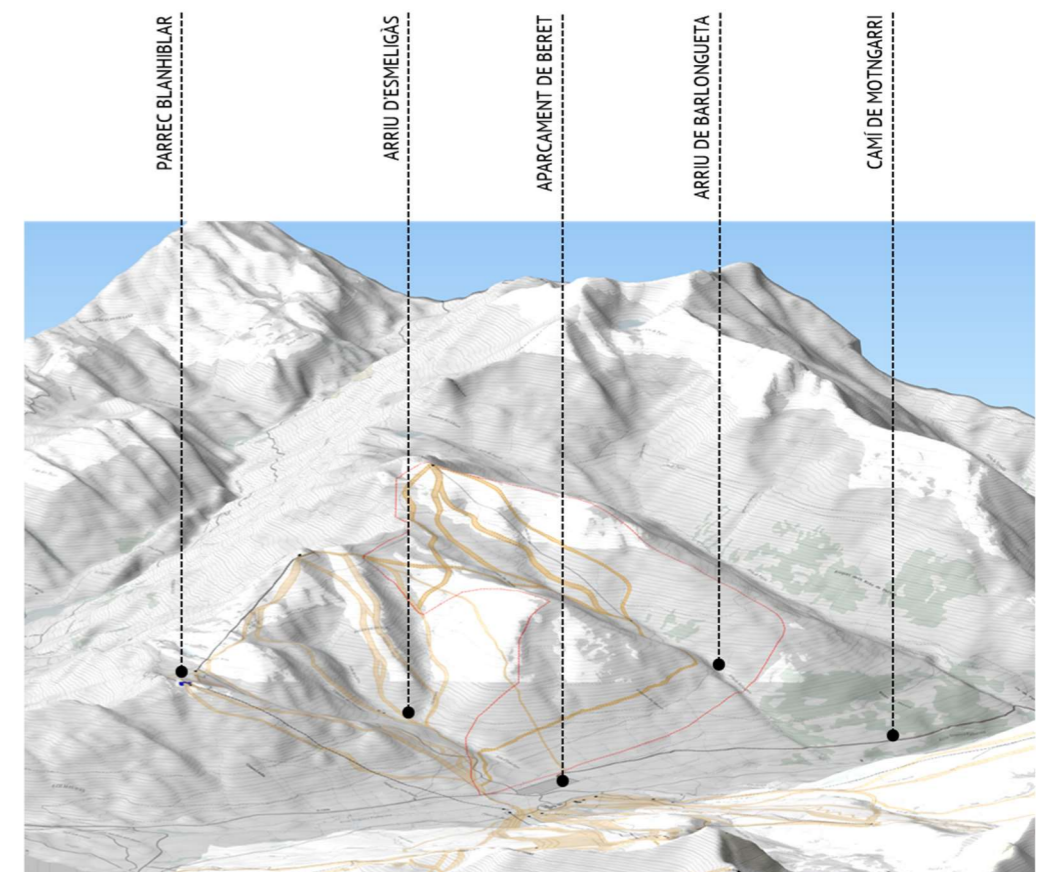 PARREC BLANHIBLAR
ARRIU D'ESMELIGÀS
APARCAMENT DE BERET
ARRIU DE BARLONGUETA
CAMÍ DE MOTNGARRI